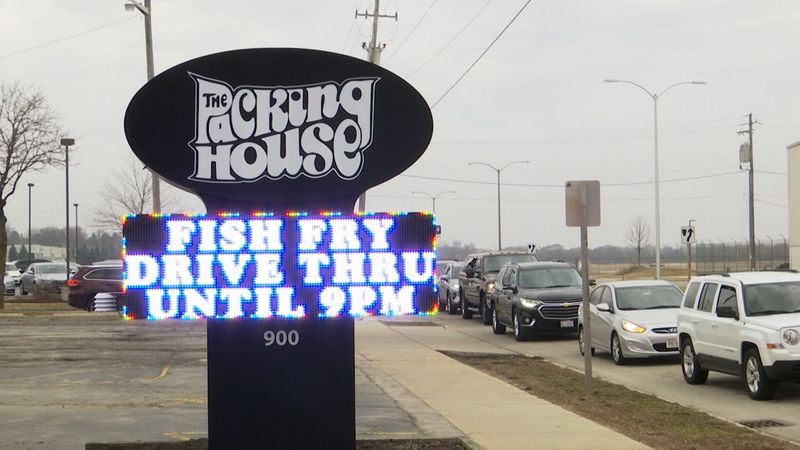 The
Packing
House
FISH FRY
DRIVE THRU
UNTIL 9PM
900